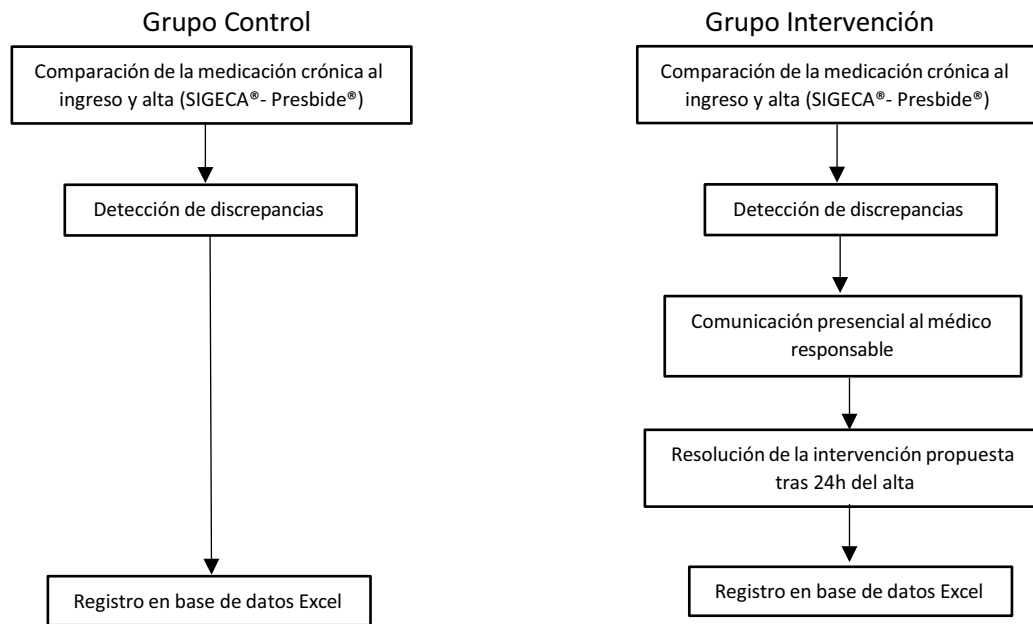 Grupo Control
Comparación de la medicación crónica al
ingreso y alta (SIGECA®- Presbide®)
Detección de discrepancias
Registro en base de datos Excel
Grupo Intervención
Comparación de la medicación crónica al
ingreso y alta (SIGECA®- Presbide®)
Detección de discrepancias
Comunicación presencial al médico
responsable
Resolución de la intervención propuesta
tras 24h del alta
Registro en base de datos Excel